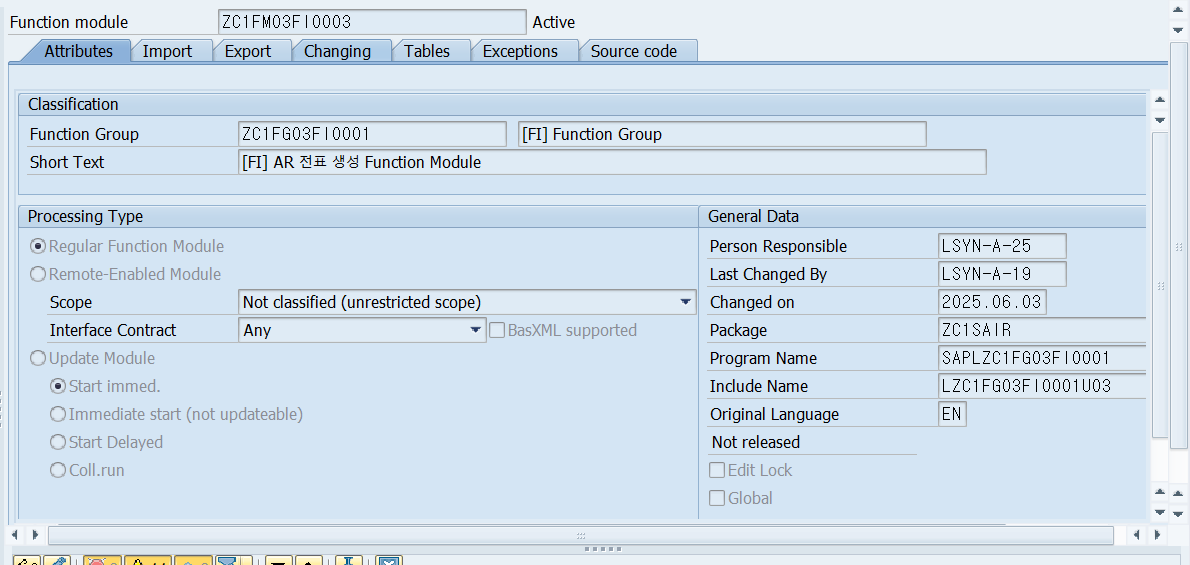 Function module ZC1FM03FI0003 Active
Attributes Import Export Changing Tables Exceptions Source code
Classification
Function Group ZC1FG03FI0001 [FI] Function Group
Short Text [FI] AR 전표 생성 Function Module
Processing Type
Regular Function Module
Remote-Enabled Module
Scope Not classified (unrestricted scope)
Interface Contract Any BasXML supported
Update Module
Start immed.
Immediate start (not updateable)
Start Delayed
Coll.run
General Data
Person Responsible LSYN-A-25
Last Changed By LSYN-A-19
Changed on 2025.06.03
Package ZC1SAIR
Program Name SAPLZC1FG03FI0001
Include Name LZC1FG03FI0001U03
Original Language EN
Not released
Edit Lock
Global